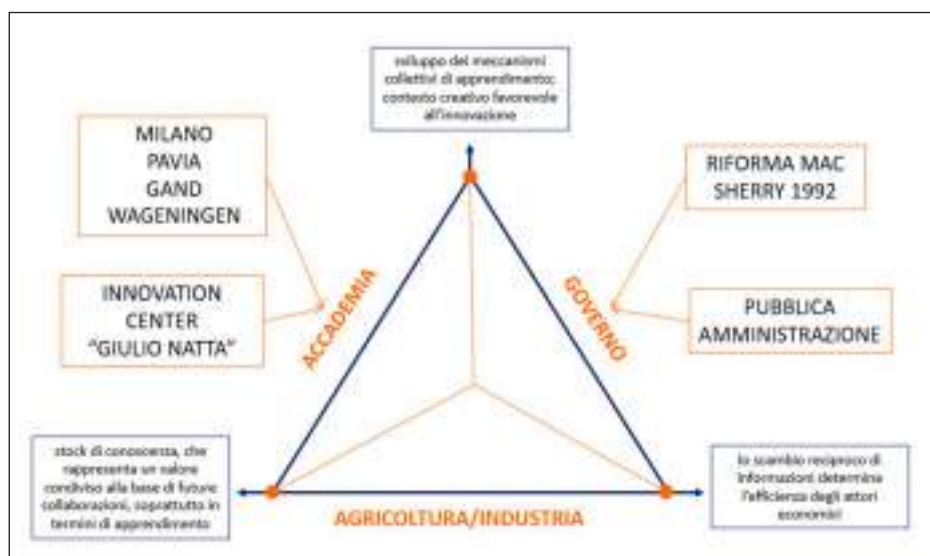 sviluppo dei meccanismi
collettivi di apprendimento;
contesto creativo favorevole
all'innovazione
MILANO
PAVIA
GAND
WAGENINGEN
RIFORMA MAC
SHERRY 1992
INNOVATION
CENTER
"GIULIO NATTA"
ACCADEMIA
GOVERNO
PUBBLICA
AMMINISTRAZIONE
stock di conoscenza, che
rappresenta un valore
condiviso alla base di future
collaborazioni, soprattutto in
termini di apprendimento
AGRICOLTURA/INDUSTRIA
lo scambio reciproco di
informazioni determina
l'efficienza degli attori
economici